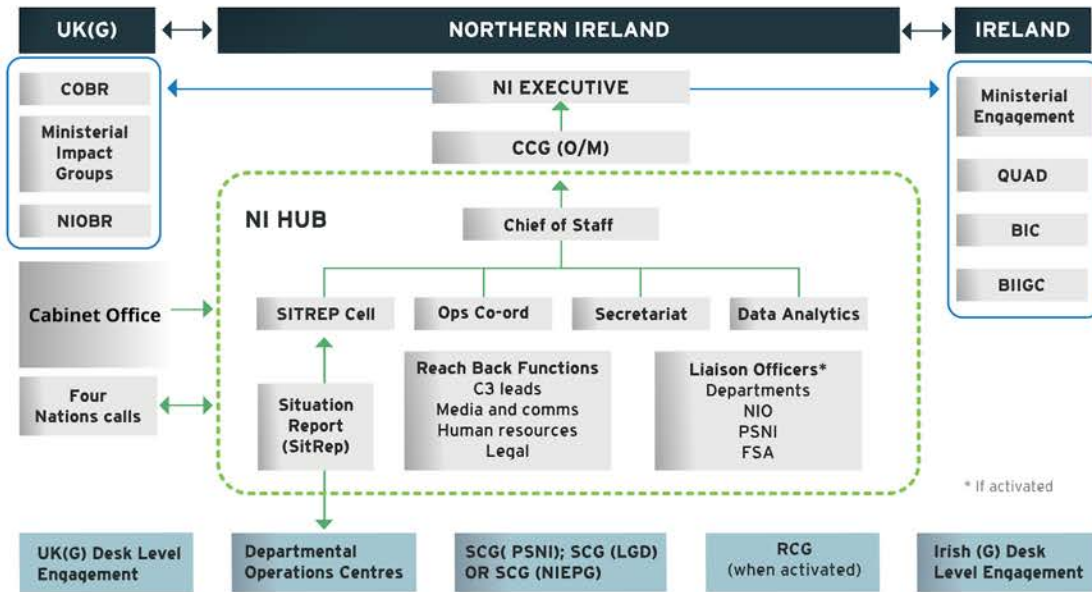 UK(G)
NORTHERN IRELAND
IRELAND
COBR
Ministerial
Impact
Groups
NIOBR
NI EXECUTIVE
CCG (O/M)
Ministerial
Engagement
QUAD
BIC
BIIGC
NI HUB
Chief of Staff
Cabinet Office
SITREP Cell
Ops Co-ord
Secretariat
Data Analytics
Four
Nations calls
Situation
Report
(SitRep)
Reach Back Functions
C3 leads
Media and comms
Human resources
Legal
Liaison Officers*
Departments
NIO
PSNI
FSA
* If activated
UK(G) Desk Level
Engagement
Departmental
Operations Centres
SCG( PSNI); SCG (LGD)
OR SCG (NIEPG)
RCG
(when activated)
Irish (G) Desk
Level Engagement